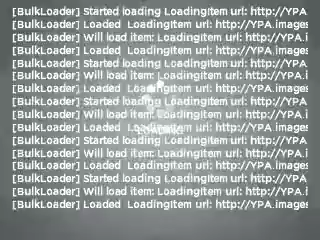 [BulkLoader] Started loading LoadingItem url: http://YPA
[BulkLoader] Loaded LoadingItem url: http://YPA.images
[BulkLoader] Will load item: LoadingItem url: http://YPA.i
[BulkLoader] Loaded LoadingItem url: http://YPA.images
[BulkLoader] Started loading LoadingItem url: http://YPA
[BulkLoader] Will load item: LoadingItem url: http://YPA.i
[BulkLoader] Loaded LoadingItem url: http://YPA.images
[BulkLoader] Started loading LoadingItem url: http://YPA
[BulkLoader] Will load item: LoadingItem url: http://YPA.i
[BulkLoader] Loaded LoadingItem url: http://YPA.images
[BulkLoader] Started loading LoadingItem url: http://YPA
[BulkLoader] Will load item: LoadingItem url: http://YPA.i
[BulkLoader] Loaded LoadingItem url: http://YPA.images
[BulkLoader] Started loading LoadingItem url: http://YPA
[BulkLoader] Will load item: LoadingItem url: http://YPA.i
[BulkLoader] Loaded LoadingItem url: http://YPA.images